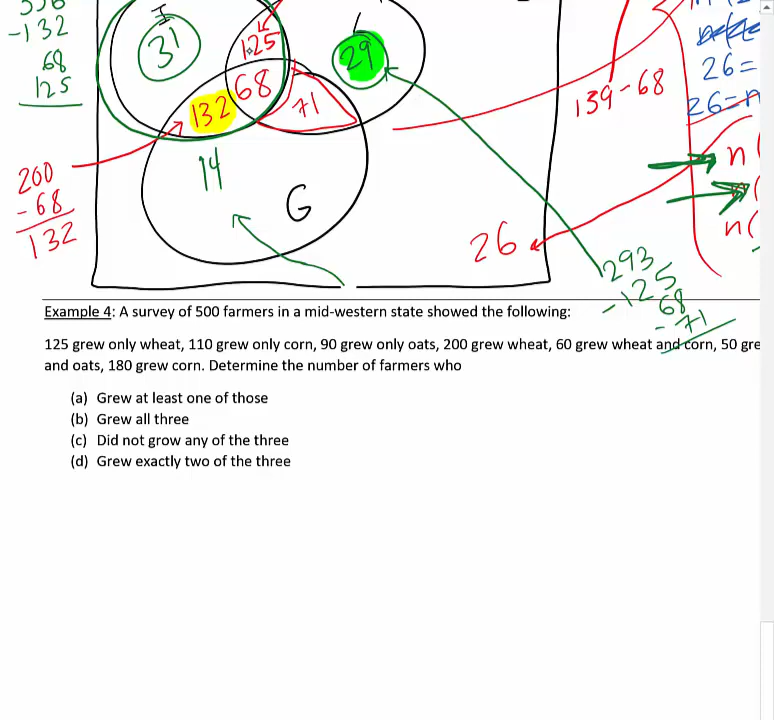 -132
68
125
I
31
125
68
132
71
29
14
G
200
- 68
132
139 - 68
26 =
26 = n
n(
n(
26
293
- 125
68
- 71
Example 4: A survey of 500 farmers in a mid-western state showed the following:
125 grew only wheat, 110 grew only corn, 90 grew only oats, 200 grew wheat, 60 grew wheat and corn, 50 gre
and oats, 180 grew corn. Determine the number of farmers who
(a) Grew at least one of those
(b) Grew all three
(c) Did not grow any of the three
(d) Grew exactly two of the three